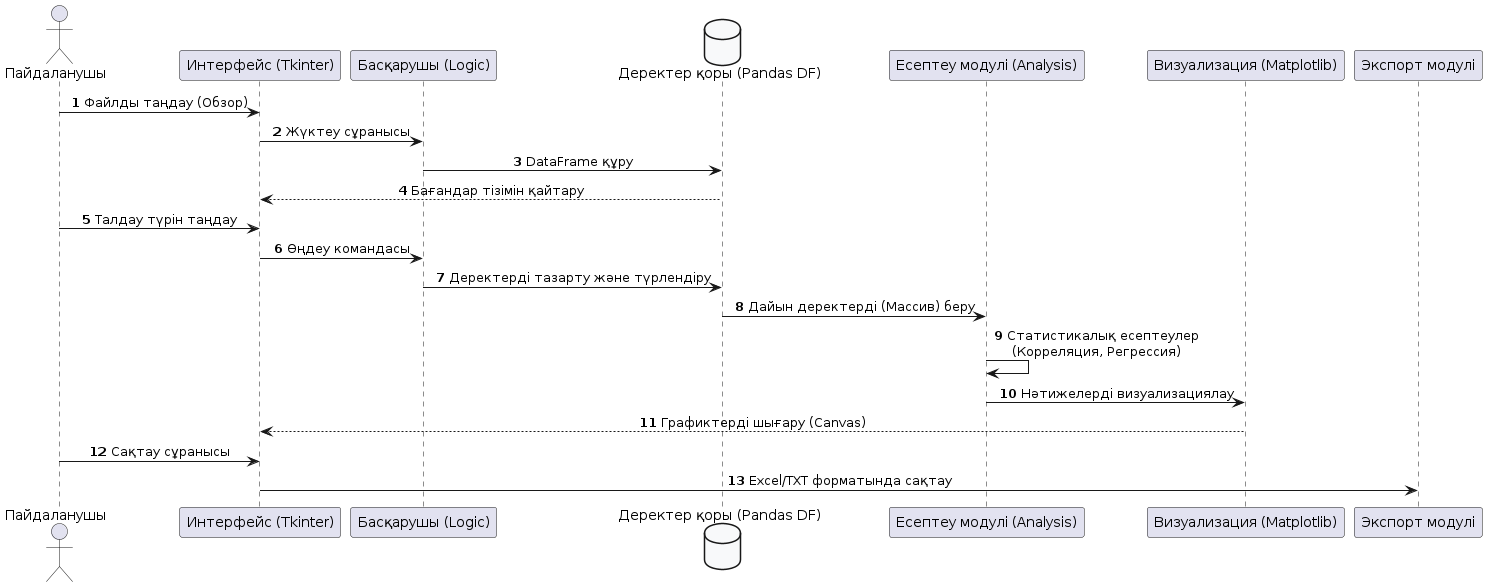 Пайдаланушы
Интерфейс (Tkinter)
Басқарушы (Logic)
Деректер қоры (Pandas DF)
Есептеу модулі (Analysis)
Визуализация (Matplotlib)
Экспорт модулі
1 Файлды таңдау (Обзор)
2 Жүктеу сұранысы
3 DataFrame құру
4 Бағандар тізімін қайтару
5 Талдау түрін таңдау
6 Өңдеу командасы
7 Деректерді тазарту және түрлендіру
8 Дайын деректерді (Массив) беру
9 Статистикалық есептеулер
(Корреляция, Регрессия)
10 Нәтижелерді визуализациялау
11 Графиктерді шығару (Canvas)
12 Сақтау сұранысы
13 Excel/TXT форматында сақтау
Пайдаланушы
Интерфейс (Tkinter)
Басқарушы (Logic)
Деректер қоры (Pandas DF)
Есептеу модулі (Analysis)
Визуализация (Matplotlib)
Экспорт модулі